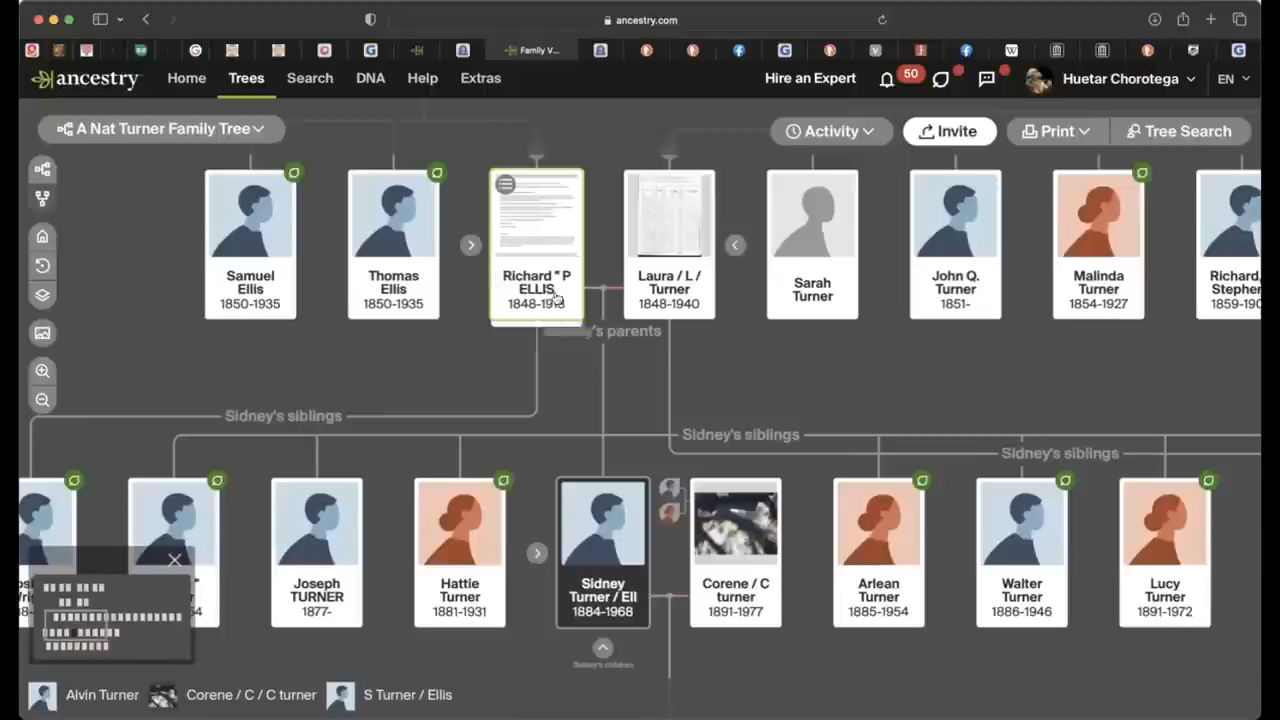 ancestry.com
Family V...
ancestry
Home
Trees
Search
DNA
Help
Extras
Hire an Expert
50
Huetar Chorotega
EN
A Nat Turner Family Tree
Activity
Invite
Print
Tree Search
Samuel
Ellis
1850-1935
Thomas
Ellis
1850-1935
Richard " P
ELLIS
Laura / L /
Turner
1848-1940
Sarah
Turner
John Q.
Turner
1851-
Malinda
Turner
1854-1927
Richard,
Stephen
's parents
Sidney's siblings
Sidney's siblings
Sidney's siblings
Joseph
TURNER
1877-
Hattie
Turner
1881-1931
Sidney
Turner / Ell
1884-1968
Corene / C
turner
1891-1977
Arlean
Turner
1885-1954
Walter
Turner
1886-1946
Lucy
Turner
1891-1972
Sidney's children
Alvin Turner
Corene / C / C turner
S Turner / Ellis